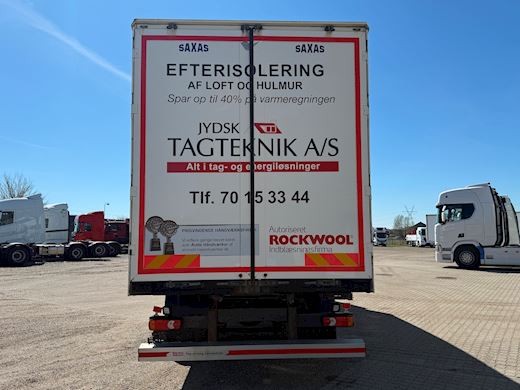 SAXAS SAXAS
EFTERISOLERING
AF LOFT OG HULMUR
Spar op til 40% på varmeregningen
JYDSK
TAGTEKNIK A/S
Alt i tag- og energiløsninger
Tlf. 70 15 33 44
Autoriseret
ROCKWOOL
Indblæsningsfirma